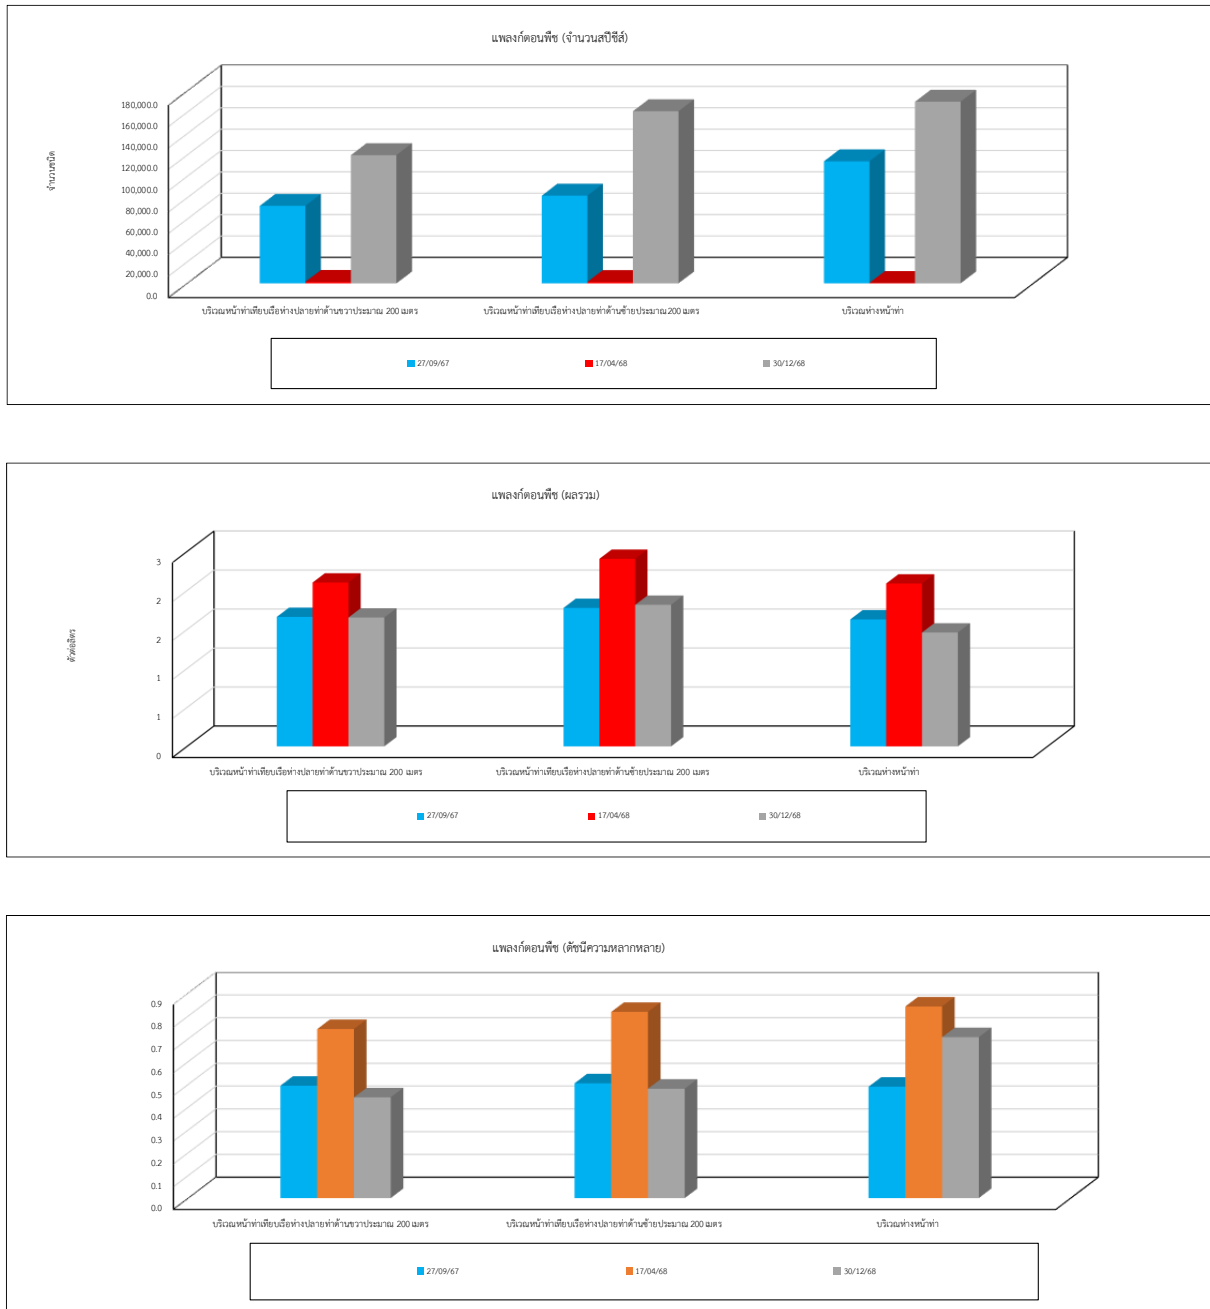 แพลงก์ตอนพืช (จำนวนสปีชีส์)
จำนวนชนิด
180,000.0
160,000.0
140,000.0
120,000.0
100,000.0
80,000.0
60,000.0
40,000.0
20,000.0
0.0
บริเวณหน้าท่าเทียบเรือห่างปลายท่าด้านขวาประมาณ 200 เมตร
บริเวณหน้าท่าเทียบเรือห่างปลายท่าด้านซ้ายประมาณ200 เมตร
บริเวณห่างหน้าท่า
27/09/67 17/04/68 30/12/68
แพลงก์ตอนพืช (ผลรวม)
ตัวต่อลิตร
3
2
2
1
1
0
บริเวณหน้าท่าเทียบเรือห่างปลายท่าด้านขวาประมาณ 200 เมตร
บริเวณหน้าท่าเทียบเรือห่างปลายท่าด้านซ้ายประมาณ 200 เมตร
บริเวณห่างหน้าท่า
27/09/67 17/04/68 30/12/68
แพลงก์ตอนพืช (ดัชนีความหลากหลาย)
0.9
0.8
0.7
0.6
0.5
0.4
0.3
0.2
0.1
0.0
บริเวณหน้าท่าเทียบเรือห่างปลายท่าด้านขวาประมาณ 200 เมตร
บริเวณหน้าท่าเทียบเรือห่างปลายท่าด้านซ้ายประมาณ 200 เมตร
บริเวณห่างหน้าท่า
27/09/67 17/04/68 30/12/68